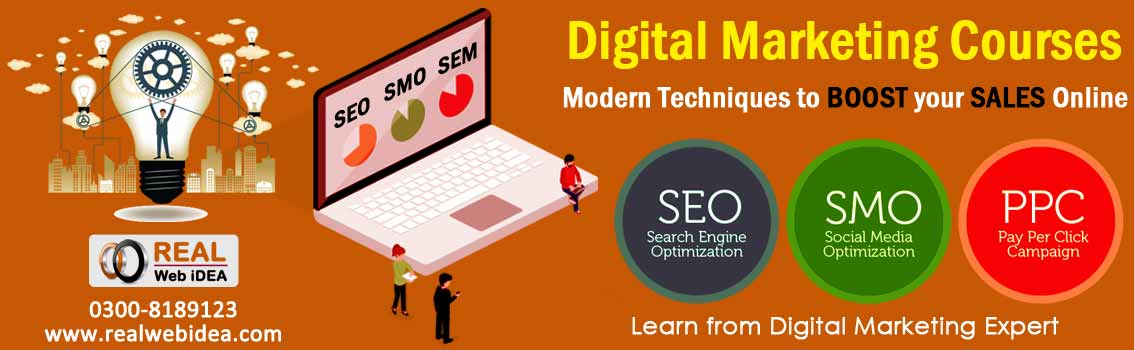 SEO SMO SEM
REAL
Web iDEA
0300-8189123
www.realwebidea.com
Digital Marketing Courses
Modern Techniques to BOOST your SALES Online
SEO
Search Engine
Optimization
SMO
Social Media
Optimization
PPC
Pay Per Click
Campaign
Learn from Digital Marketing Expert